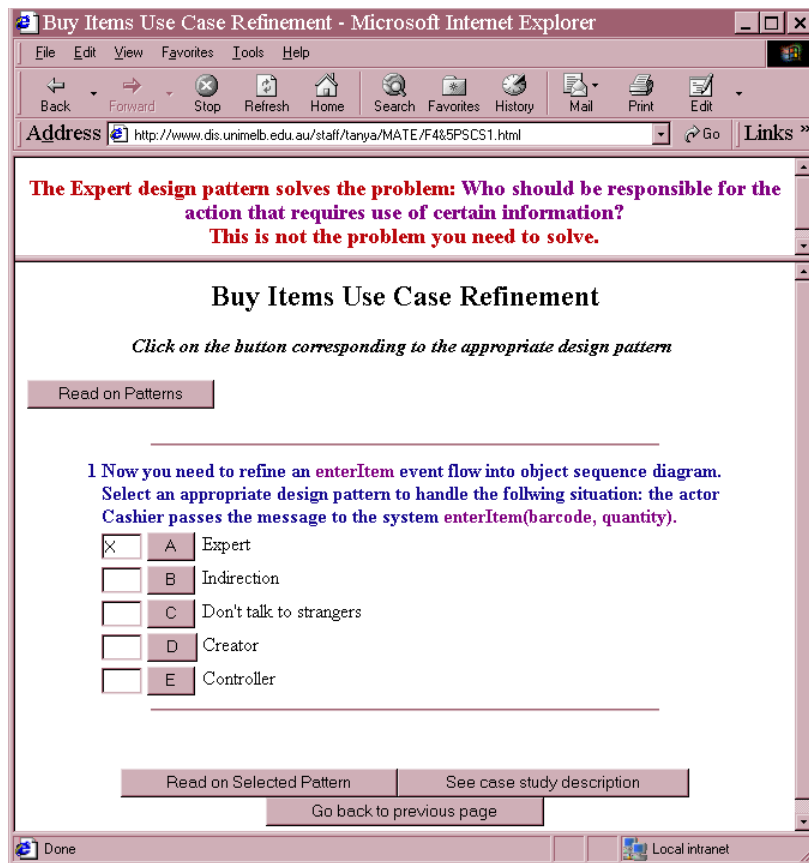 Buy Items Use Case Refinement - Microsoft Internet Explorer
File Edit View Favorites Tools Help
Back Forward Stop Refresh Home Search Favorites History Mail Print Edit
Address http://www.dis.unimelb.edu.au/staff/tanya/MATE/F4&5PSCS1.html Go Links »
The Expert design pattern solves the problem: Who should be responsible for the
action that requires use of certain information?
This is not the problem you need to solve.
Buy Items Use Case Refinement
Click on the button corresponding to the appropriate design pattern
Read on Patterns
1 Now you need to refine an enterItem event flow into object sequence diagram.
Select an appropriate design pattern to handle the follwing situation: the actor
Cashier passes the message to the system enterItem(barcode, quantity).
X A Expert
B Indirection
C Don't talk to strangers
D Creator
E Controller
Read on Selected Pattern See case study description
Go back to previous page
Done Local intranet